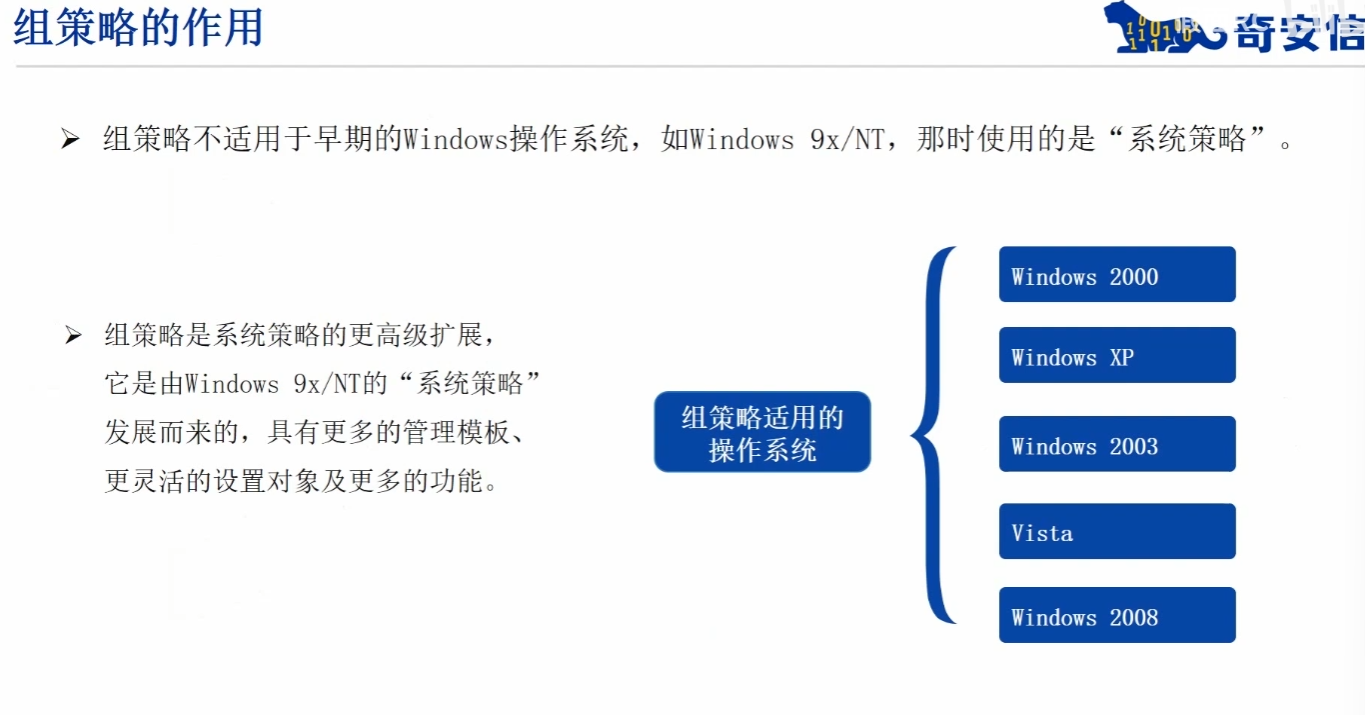 组策略的作用
奇安信
组策略不适用于早期的Windows操作系统，如Windows 9x/NT，那时使用的是“系统策略”。
组策略是系统策略的更高级扩展，
它是由Windows 9x/NT的“系统策略”
发展而来的，具有更多的管理模板、
更灵活的设置对象及更多的功能。
组策略适用的
操作系统
Windows 2000
Windows XP
Windows 2003
Vista
Windows 2008